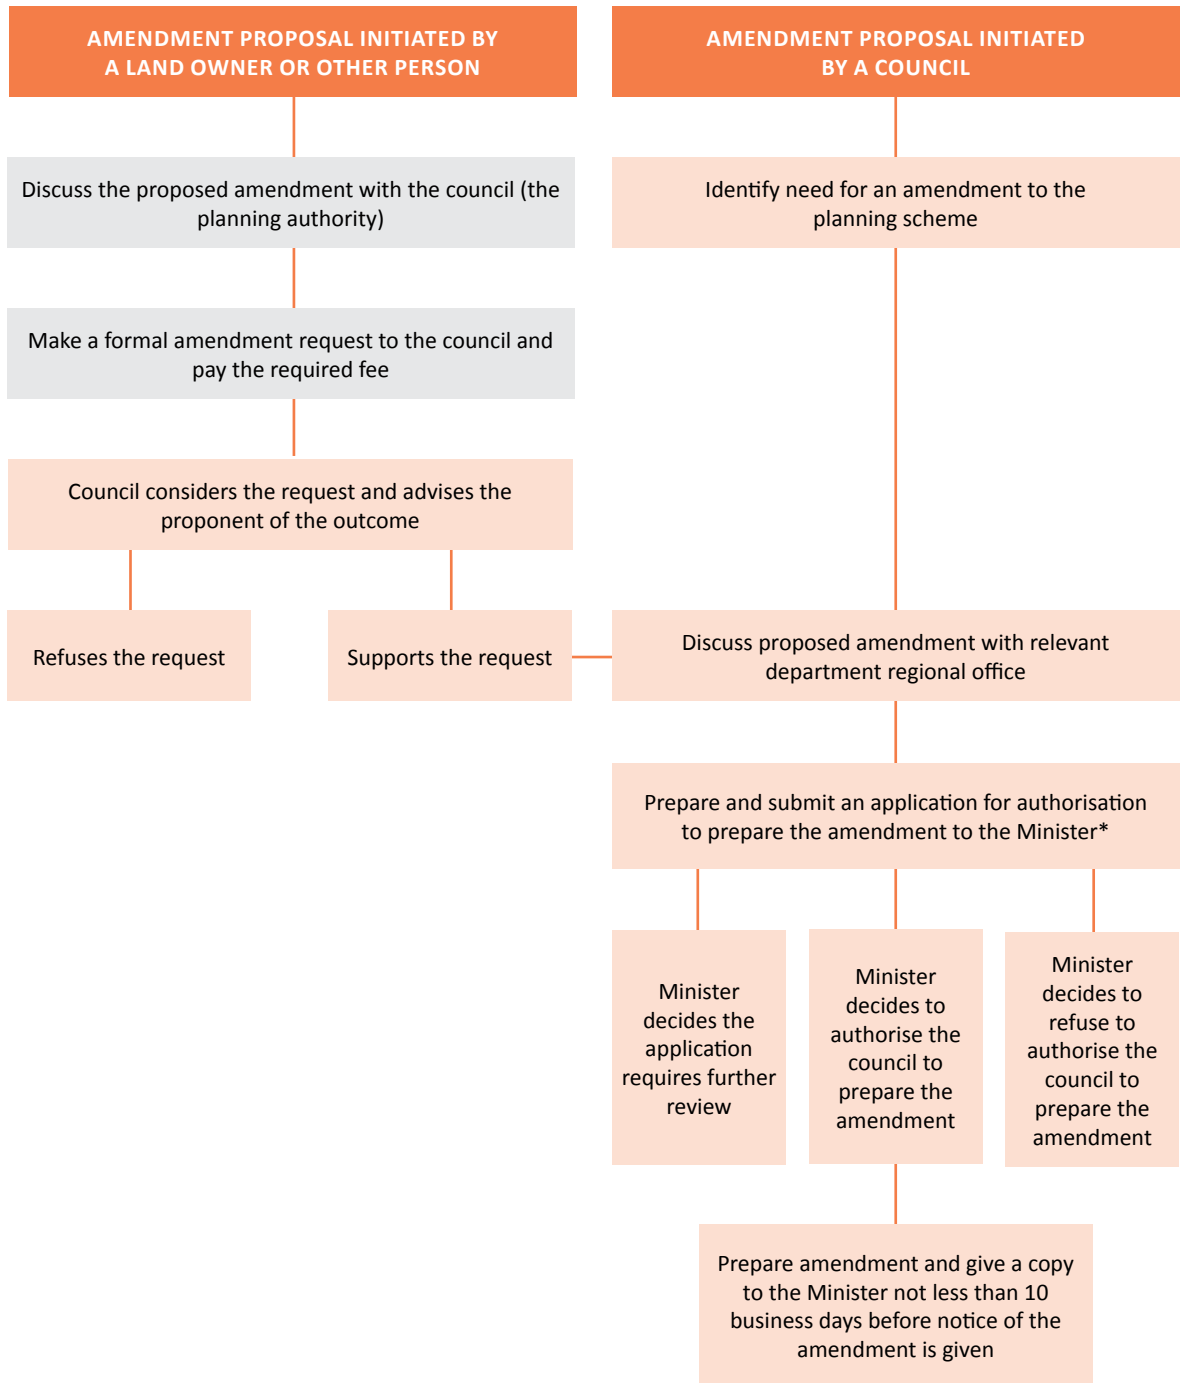 AMENDMENT PROPOSAL INITIATED BY
A LAND OWNER OR OTHER PERSON
AMENDMENT PROPOSAL INITIATED
BY A COUNCIL
Discuss the proposed amendment with the council (the
planning authority)
Identify need for an amendment to the
planning scheme
Make a formal amendment request to the council and
pay the required fee
Council considers the request and advises the
proponent of the outcome
Refuses the request
Supports the request
Discuss proposed amendment with relevant
department regional office
Prepare and submit an application for authorisation
to prepare the amendment to the Minister*
Minister
decides the
application
requires further
review
Minister
decides to
authorise the
council to
prepare the
amendment
Minister
decides to
refuse to
authorise the
council to
prepare the
amendment
Prepare amendment and give a copy
to the Minister not less than 10
business days before notice of the
amendment is given